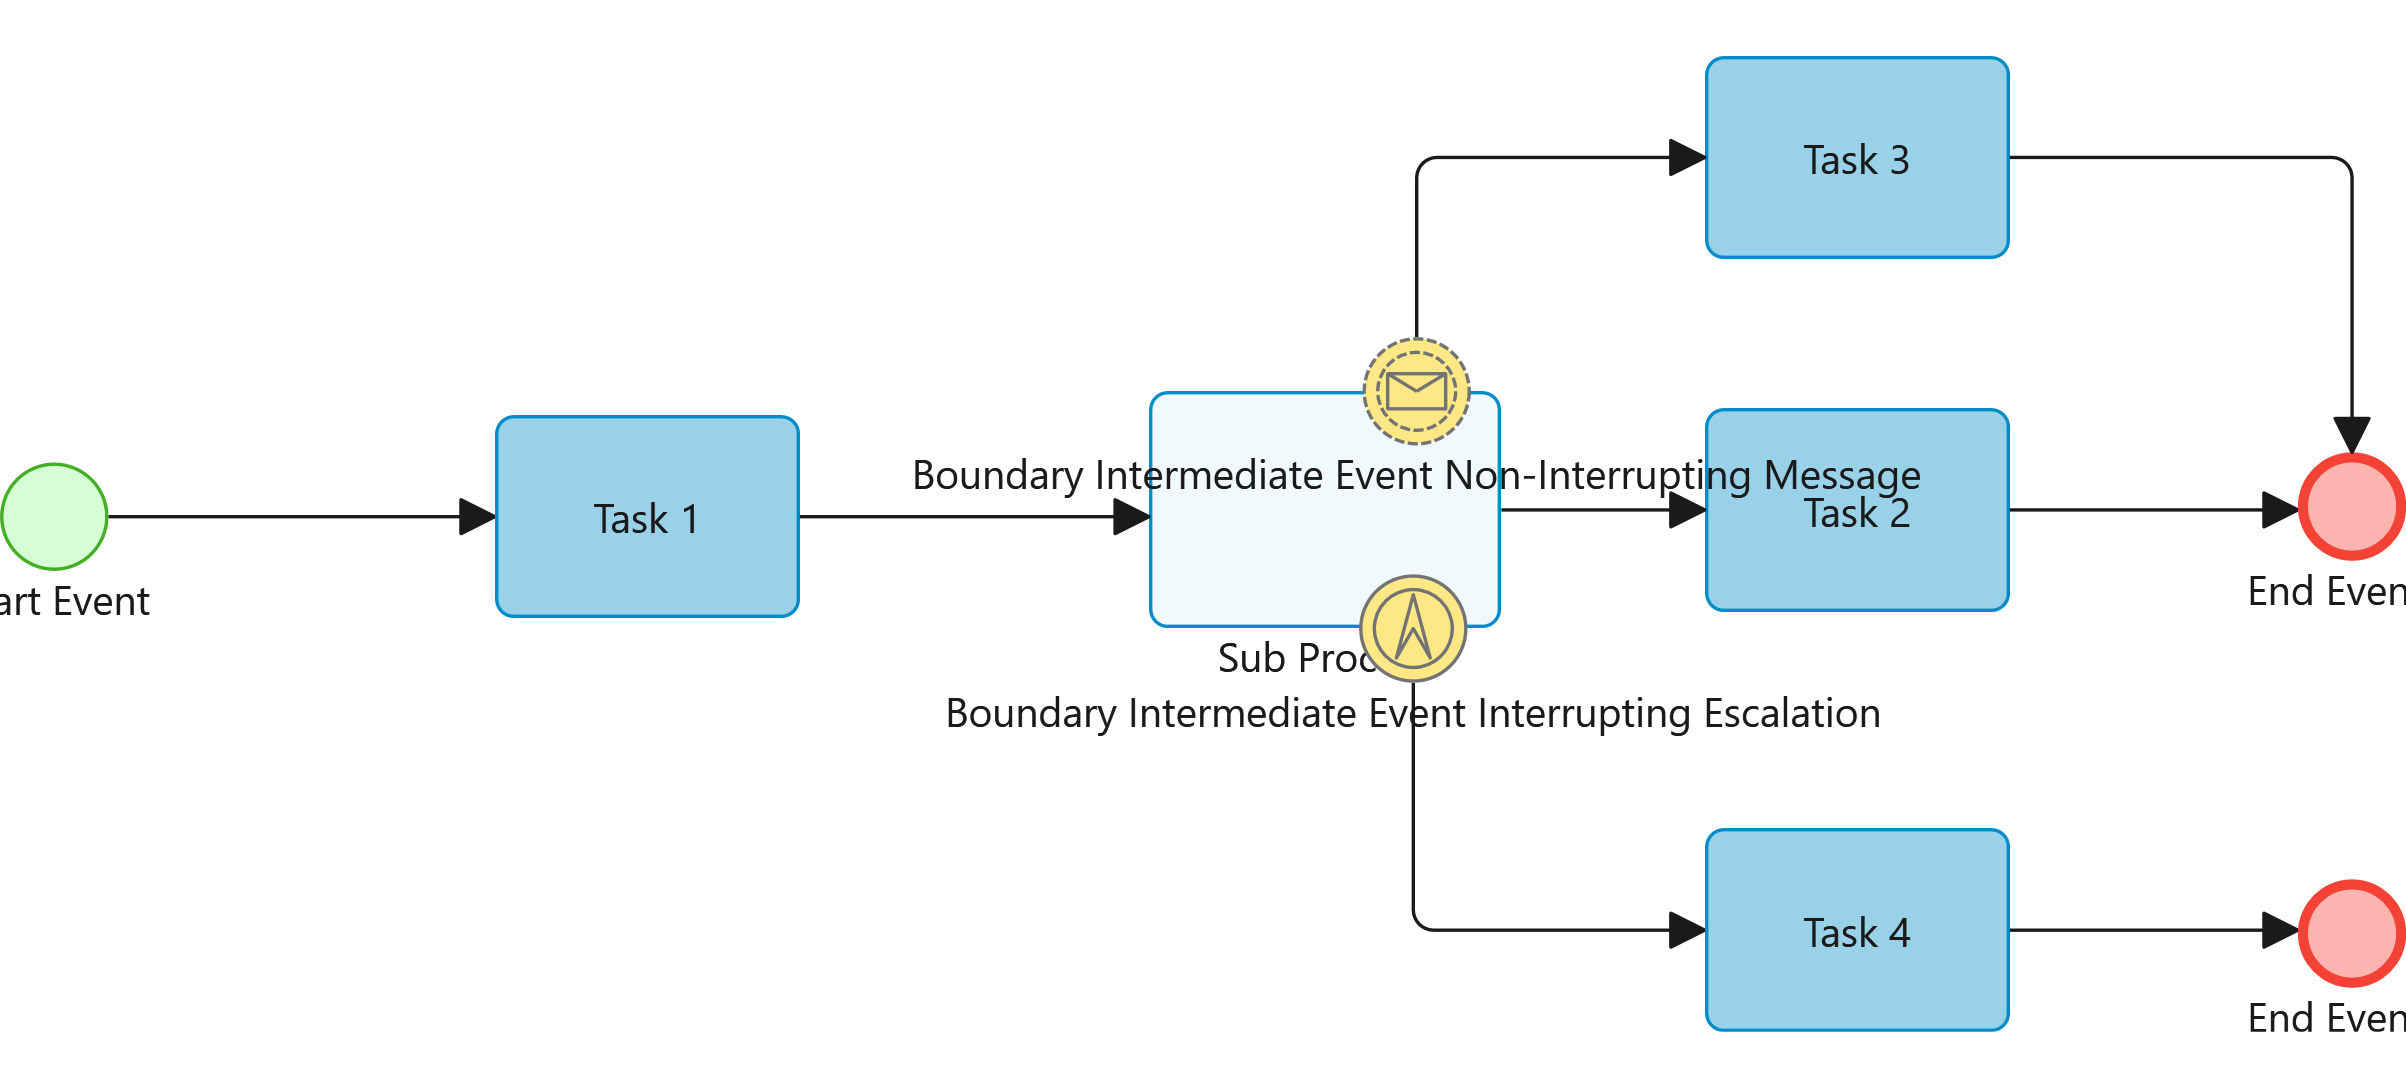 Task 3
Boundary Intermediate Event Non-Interrupting Message
Task 1
Task 2
art Event
End Even
Sub Proc
Boundary Intermediate Event Interrupting Escalation
Task 4
End Even